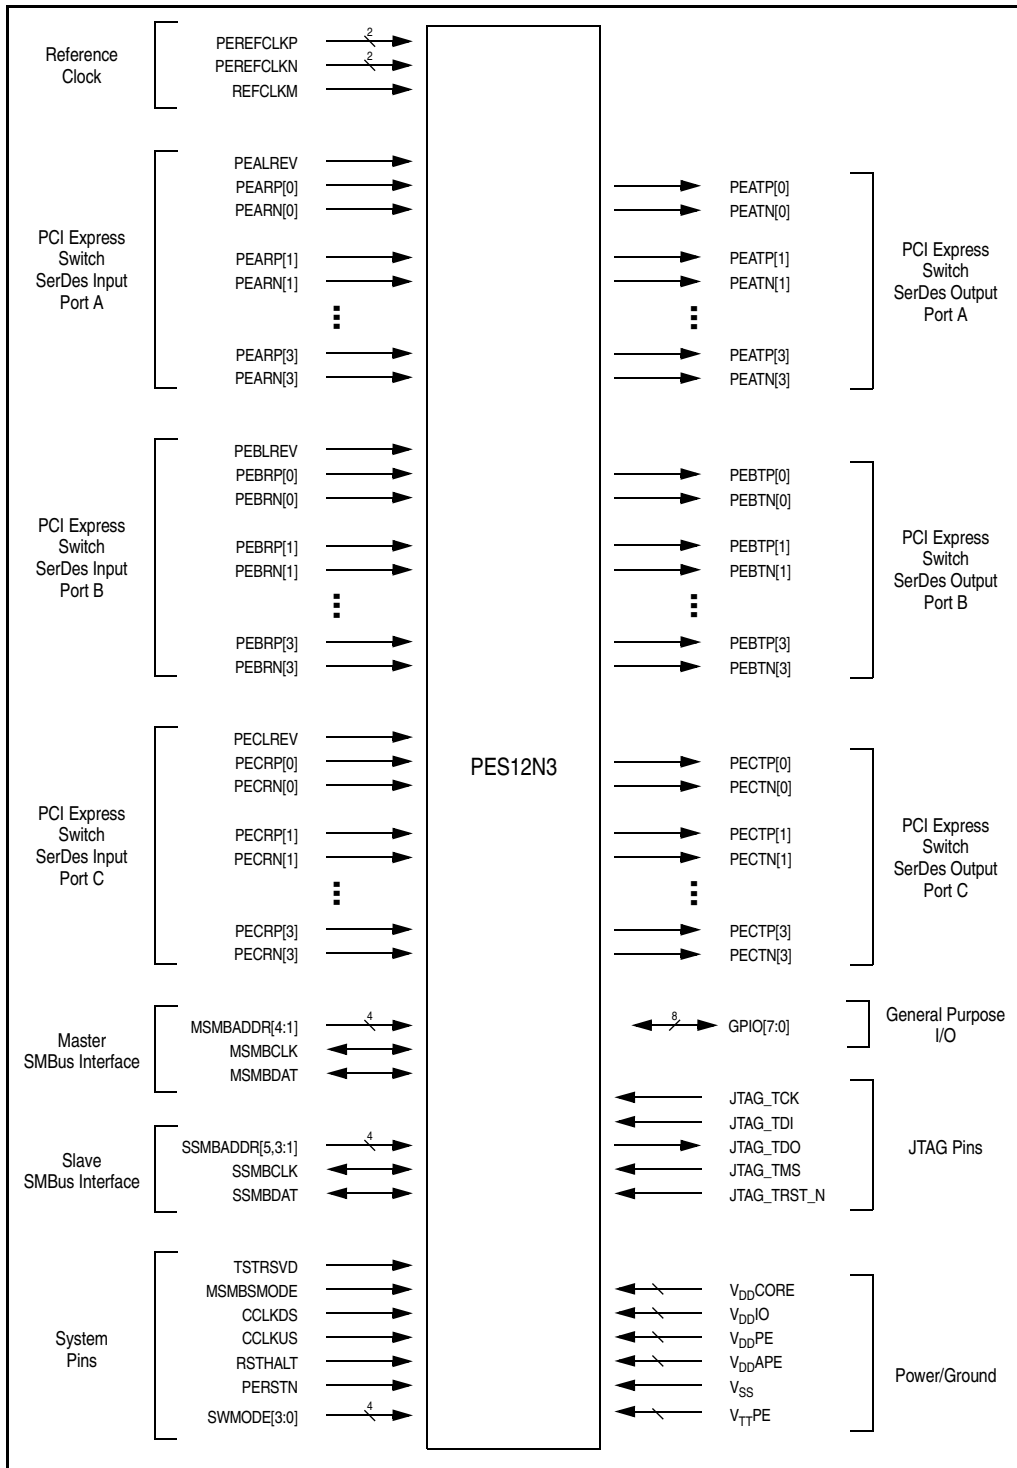 Reference
Clock
PEREFCLKP
2
PEREFCLKN
2
REFCLKM
PCI Express
Switch
SerDes Input
Port A
PEALREV
PEARP[0]
PEARN[0]
PEARP[1]
PEARN[1]
PEARP[3]
PEARN[3]
PEATP[0]
PEATN[0]
PEATP[1]
PEATN[1]
PEATP[3]
PEATN[3]
PCI Express
Switch
SerDes Output
Port A
PCI Express
Switch
SerDes Input
Port B
PEBLREV
PEBRP[0]
PEBRN[0]
PEBRP[1]
PEBRN[1]
PEBRP[3]
PEBRN[3]
PEBTP[0]
PEBTN[0]
PEBTP[1]
PEBTN[1]
PEBTP[3]
PEBTN[3]
PCI Express
Switch
SerDes Output
Port B
PCI Express
Switch
SerDes Input
Port C
PECLREV
PECRP[0]
PECRN[0]
PECRP[1]
PECRN[1]
PECRP[3]
PECRN[3]
PES12N3
PECTP[0]
PECTN[0]
PECTP[1]
PECTN[1]
PECTP[3]
PECTN[3]
PCI Express
Switch
SerDes Output
Port C
Master
SMBus Interface
MSMBADDR[4:1]
4
MSMBCLK
MSMBDAT
8
GPIO[7:0]
General Purpose
I/O
Slave
SMBus Interface
SSMBADDR[5,3:1]
4
SSMBCLK
SSMBDAT
JTAG_TCK
JTAG_TDI
JTAG_TDO
JTAG_TMS
JTAG_TRST_N
JTAG Pins
System
Pins
TSTRSVD
MSMBSMODE
CCLKDS
CCLKUS
RSTHALT
PERSTN
SWMODE[3:0]
4
VDDCORE
VDDIO
VDDPE
VDDAPE
VSS
VTTPE
Power/Ground